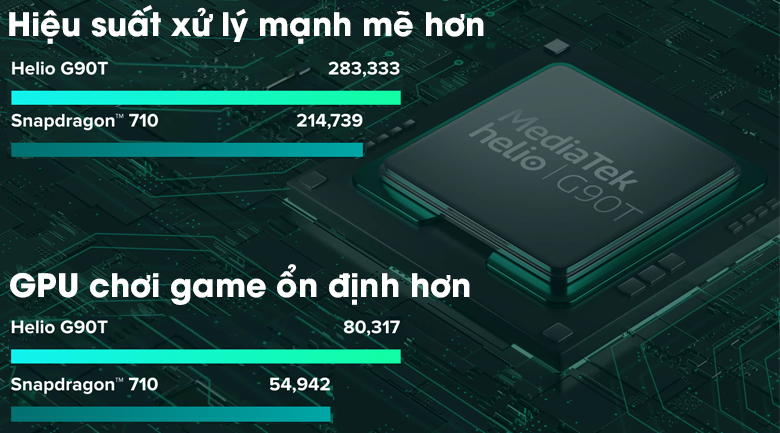 Hiệu suất xử lý mạnh mẽ hơn
Helio G90T 283,333
Snapdragon™ 710 214,739
MediaTek
helio | G90T
GPU chơi game ổn định hơn
Helio G90T 80,317
Snapdragon™ 710 54,942